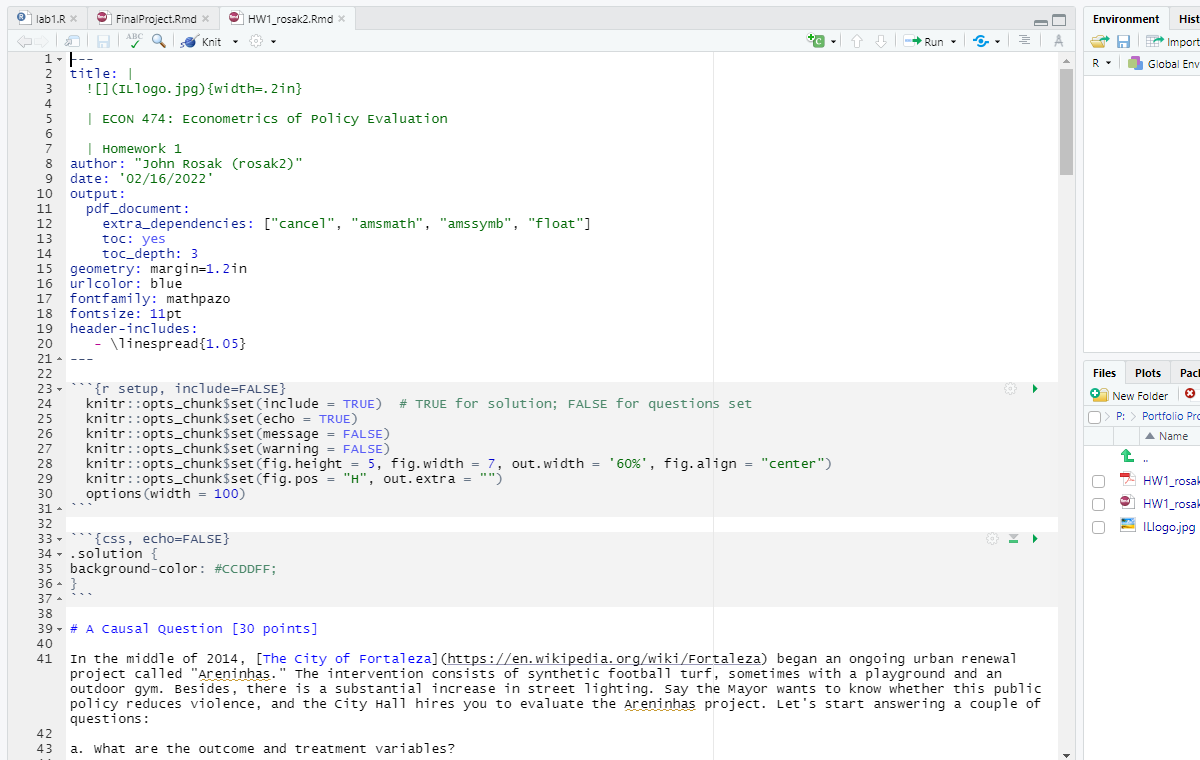 lab1.R
FinalProject.Rmd
HW1_rosak2.Rmd
ABC
Knit
Run
1 ---
2 title: |
3 ![](ILlogo.jpg){width=.2in}
4
5 | ECON 474: Econometrics of Policy Evaluation
6
7 | Homework 1
8 author: "John Rosak (rosak2)"
9 date: '02/16/2022'
10 output:
11 pdf_document:
12 extra_dependencies: ["cancel", "amsmath", "amssymb", "float"]
13 toc: yes
14 toc_depth: 3
15 geometry: margin=1.2in
16 urlcolor: blue
17 fontfamily: mathpazo
18 fontsize: 11pt
19 header-includes:
20 - \linespread{1.05}
21 ---
22
23 ```{r setup, include=FALSE}
24 knitr::opts_chunk$set(include = TRUE)  # TRUE for solution; FALSE for questions set
25 knitr::opts_chunk$set(echo = TRUE)
26 knitr::opts_chunk$set(message = FALSE)
27 knitr::opts_chunk$set(warning = FALSE)
28 knitr::opts_chunk$set(fig.height = 5, fig.width = 7, out.width = '60%', fig.align = "center")
29 knitr::opts_chunk$set(fig.pos = "H", out.extra = "")
30 options(width = 100)
31 ```
32
33 ```{css, echo=FALSE}
34 .solution {
35 background-color: #CCDDFF;
36 }
37 ```
38
39 # A Causal Question [30 points]
40
41 In the middle of 2014, [The City of Fortaleza](https://en.wikipedia.org/wiki/Fortaleza) began an ongoing urban renewal
project called "Areninhas." The intervention consists of synthetic football turf, sometimes with a playground and an
outdoor gym. Besides, there is a substantial increase in street lighting. Say the Mayor wants to know whether this public
policy reduces violence, and the City Hall hires you to evaluate the Areninhas project. Let's start answering a couple of
questions:
42
43 a. What are the outcome and treatment variables?
Environment
Hist
Import
R
Global Env
Files
Plots
Pac
New Folder
P:
Portfolio Pro
Name
..
HW1_rosak
HW1_rosak
ILlogo.jpg